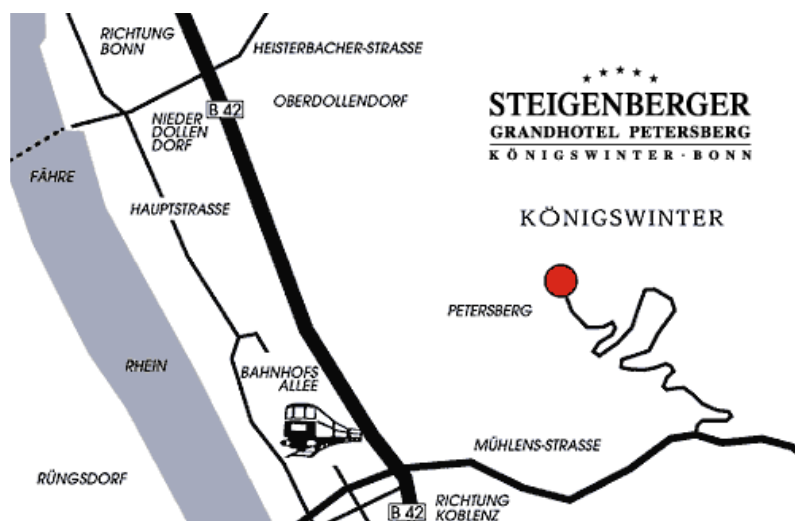 RICHTUNG
BONN
HEISTERBACHER-STRASSE
B 42
OBERDOLLENDORF
NIEDER
DOLLEN
DORF
FÄHRE
HAUPTSTRASSE
STEIGENBERGER
GRANDHOTEL PETERSBERG
KÖNIGSWINTER · BONN
KÖNIGSWINTER
PETERSBERG
RHEIN
BAHNHOFS
ALLEE
MÜHLENS-STRASSE
RÜNGSDORF
B 42
RICHTUNG
KOBLENZ